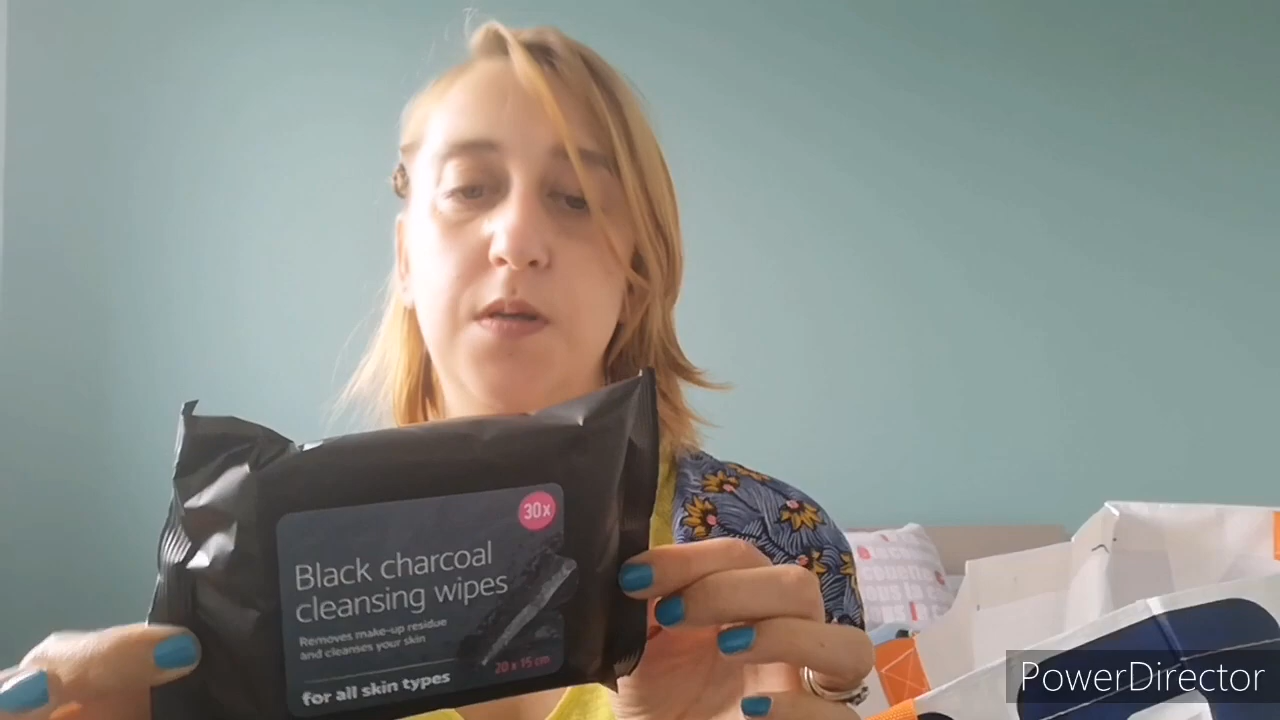 30x
Black charcoal
cleansing wipes
Removes make-up residue
and cleanses your skin
20 x 15 cm
for all skin types
PowerDirector